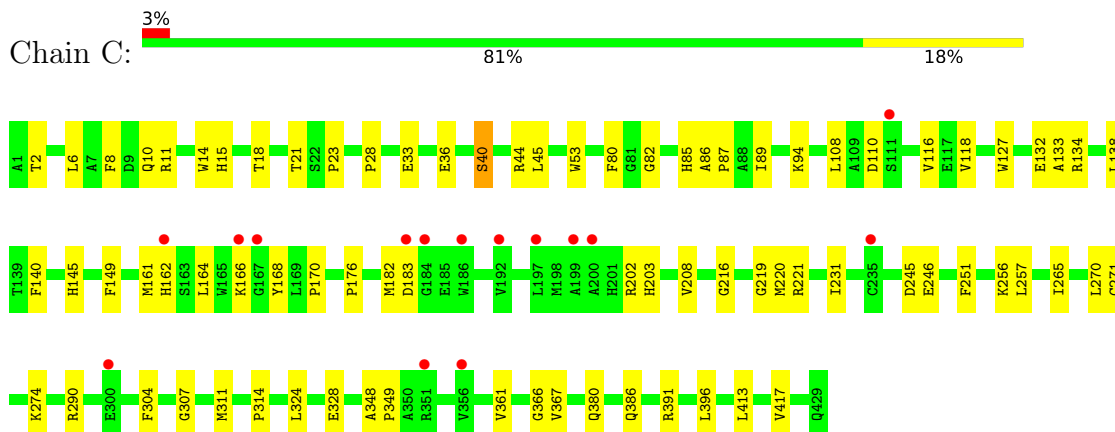 3%
Chain C:
81% 18%
A1 T2 L6 A7 F8 D9 Q10 R11 W14 H15 T18 T21 S22 P23 P28 E33 E36 S40 R44 L45 W53 F80 G81 G82 H85 A86 P87 A88 I89 K94 L108 A109 D110 S111 V116 E117 V118 W127 E132 A133 R134 L138
T139 F140 H145 F149 M161 H162 S163 L164 W165 K166 G167 Y168 L169 P170 P176 M182 D183 G184 E185 W186 V192 L197 M198 A199 A200 H201 R202 H203 V208 G216 G219 M220 R221 I231 C235 D245 E246 F251 K256 L257 I265 L270
K274 R290 E300 F304 G307 M311 P314 L324 E328 A348 P349 A350 R351 V356 V361 G366 V367 Q380 Q386 R391 L396 L413 V417 Q429